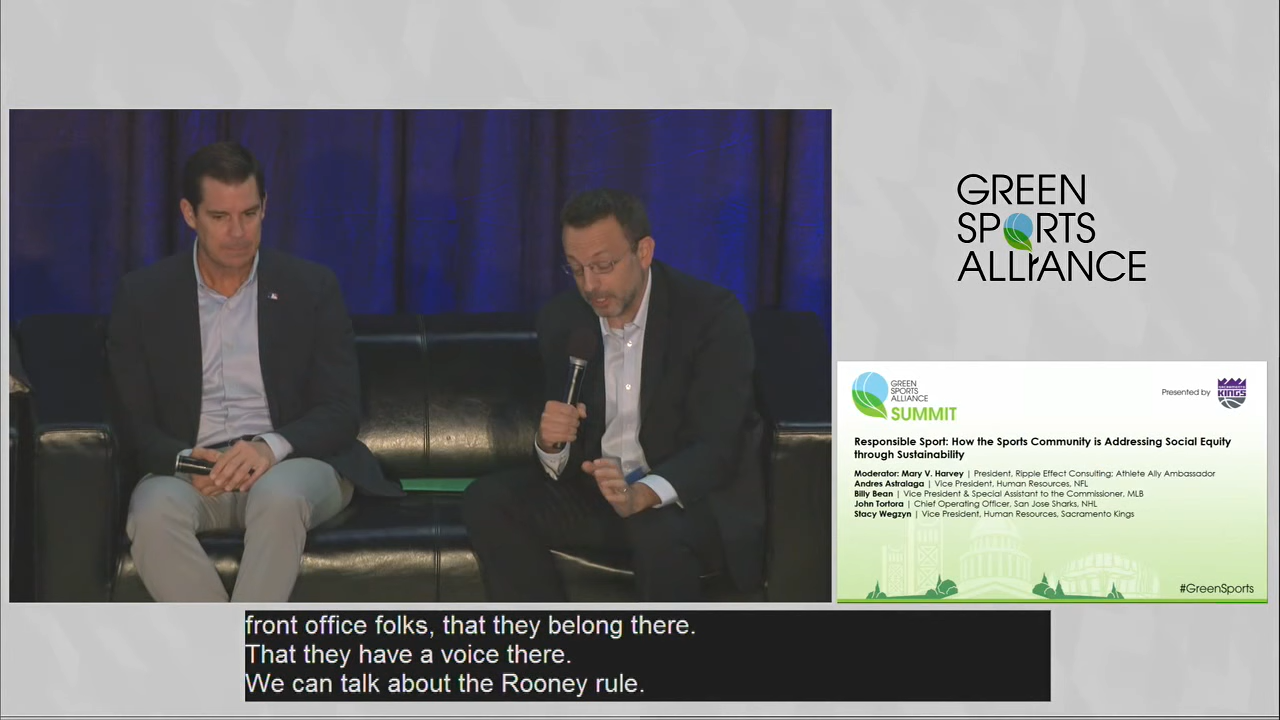 GREEN
SPORTS
ALLIANCE
GREEN
SPORTS
ALLIANCE
SUMMIT
Presented by
SACRAMENTO
KINGS
Responsible Sport: How the Sports Community is Addressing Social Equity
through Sustainability
Moderator: Mary V. Harvey | President, Ripple Effect Consulting; Athlete Ally Ambassador
Andres Astralaga | Vice President, Human Resources, NFL
Billy Bean | Vice President & Special Assistant to the Commissioner, MLB
John Tortora | Chief Operating Officer, San Jose Sharks, NHL
Stacy Wegzyn | Vice President, Human Resources, Sacramento Kings
#GreenSports
front office folks, that they belong there.
That they have a voice there.
We can talk about the Rooney rule.